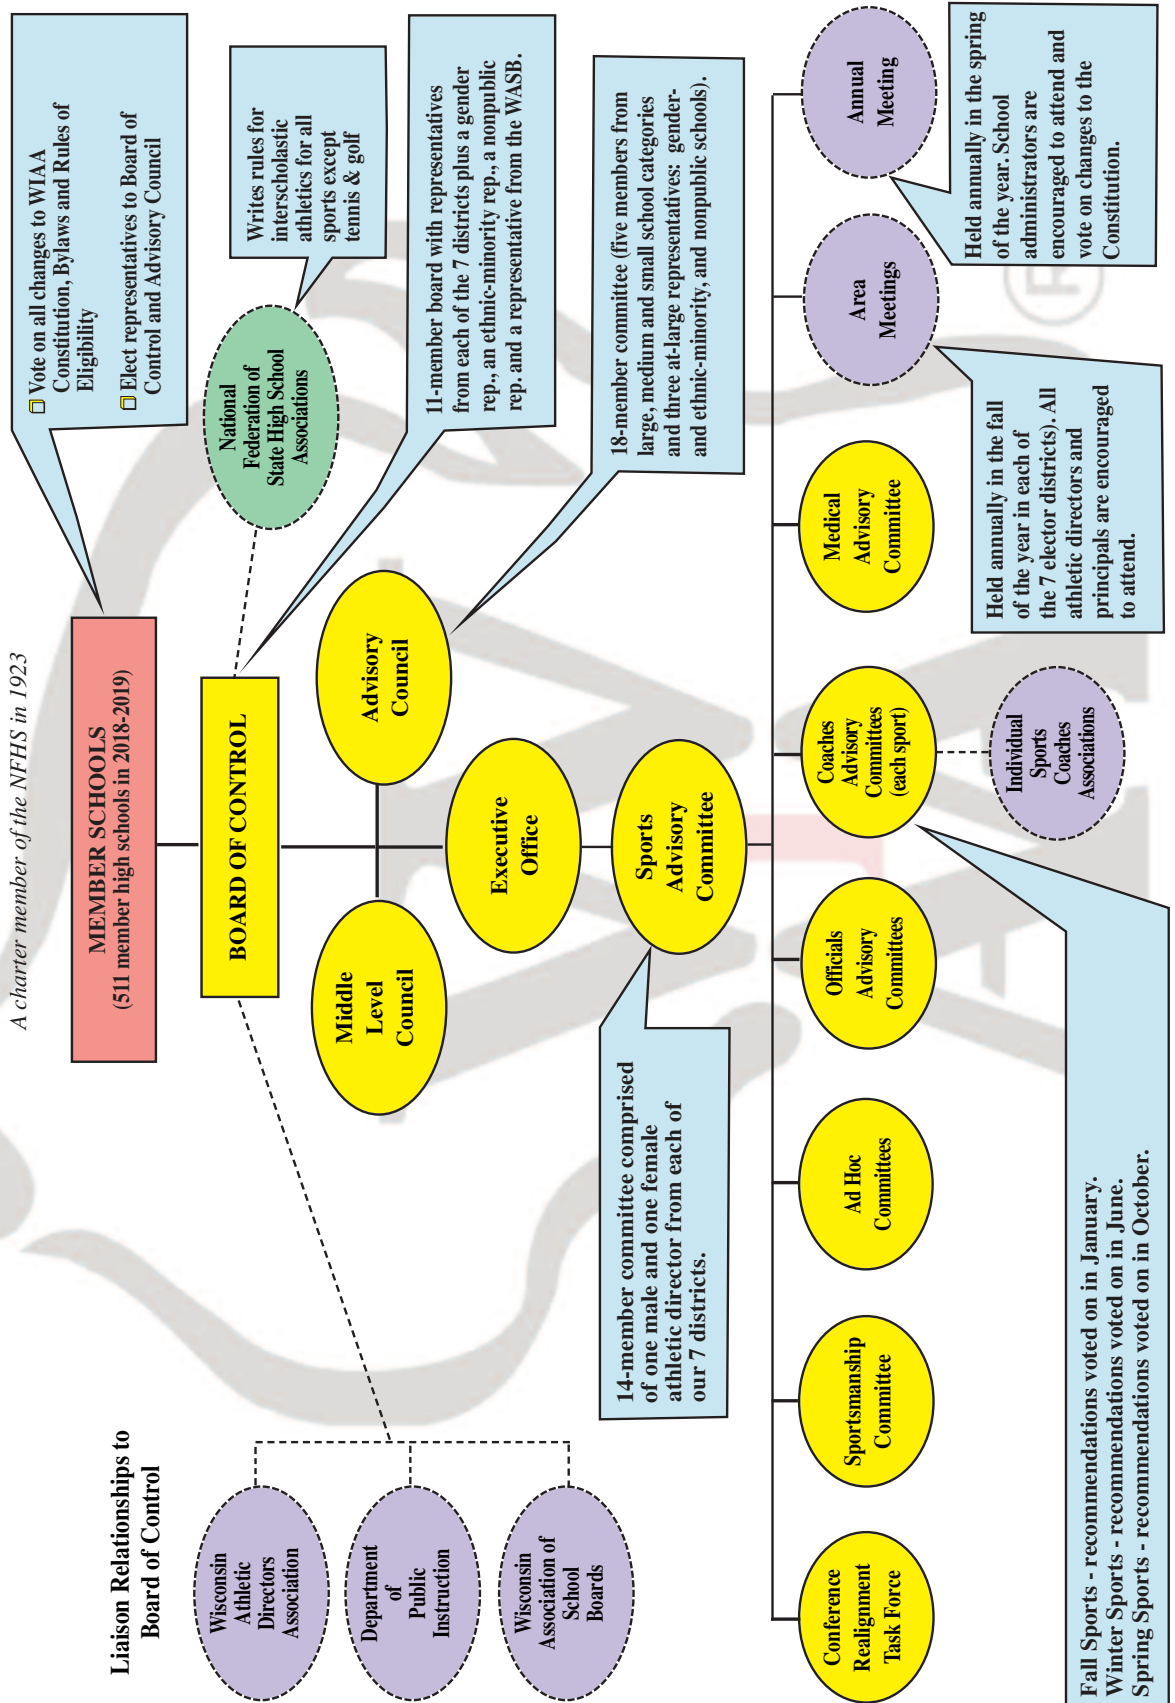 A charter member of the NFHS in 1923
MEMBER SCHOOLS
(511 member high schools in 2018-2019)
Vote on all changes to WIAA
Constitution, Bylaws and Rules of
Eligibility
Elect representatives to Board of
Control and Advisory Council
Liaison Relationships to
Board of Control
Wisconsin
Athletic
Directors
Association
Department
of
Public
Instruction
Wisconsin
Association of
School
Boards
BOARD OF CONTROL
National
Federation of
State High School
Associations
Writes rules for
interscholastic
athletics for all
sports except
tennis & golf
11-member board with representatives
from each of the 7 districts plus a gender
rep., an ethnic-minority rep., a nonpublic
rep. and a representative from the WASB.
Middle
Level
Council
Advisory
Council
18-member committee (five members from
large, medium and small school categories
and three at-large representatives: gender-
and ethnic-minority, and nonpublic schools).
Executive
Office
Sports
Advisory
Committee
14-member committee comprised
of one male and one female
athletic director from each of
our 7 districts.
Conference
Realignment
Task Force
Sportsmanship
Committee
Ad Hoc
Committees
Officials
Advisory
Committees
Coaches
Advisory
Committees
(each sport)
Medical
Advisory
Committee
Area
Meetings
Annual
Meeting
Individual
Sports
Coaches
Associations
Held annually in the fall
of the year in each of
the 7 elector districts). All
athletic directors and
principals are encouraged
to attend.
Held annually in the spring
of the year. School
administrators are
encouraged to attend and
vote on changes to the
Constitution.
Fall Sports - recommendations voted on in January.
Winter Sports - recommendations voted on in June.
Spring Sports - recommendations voted on in October.